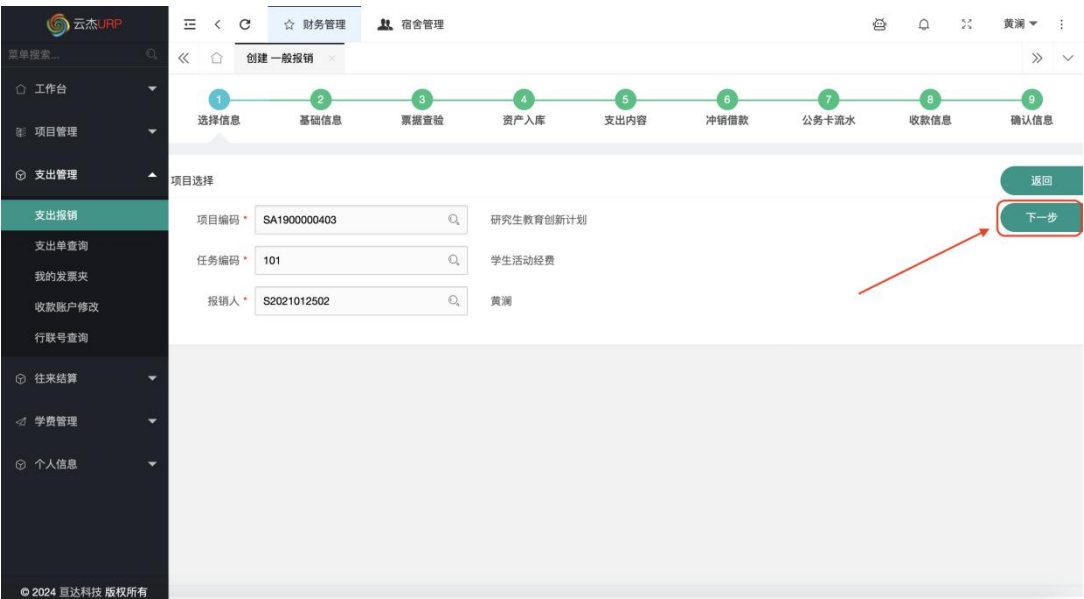 云杰URP
财务管理
宿舍管理
黄澜
菜单搜索...
创建 一般报销
工作台
项目管理
支出管理
支出报销
支出单查询
我的发票夹
收款账户修改
行联号查询
往来结算
学费管理
个人信息
© 2024 亘达科技 版权所有
1 2 3 4 5 6 7 8 9
选择信息 基础信息 票据查验 资产入库 支出内容 冲销借款 公务卡流水 收款信息 确认信息
项目选择
返回
项目编码 * SA1900000403 研究生教育创新计划
下一步
任务编码 * 101 学生活动经费
报销人 * S2021012502 黄澜